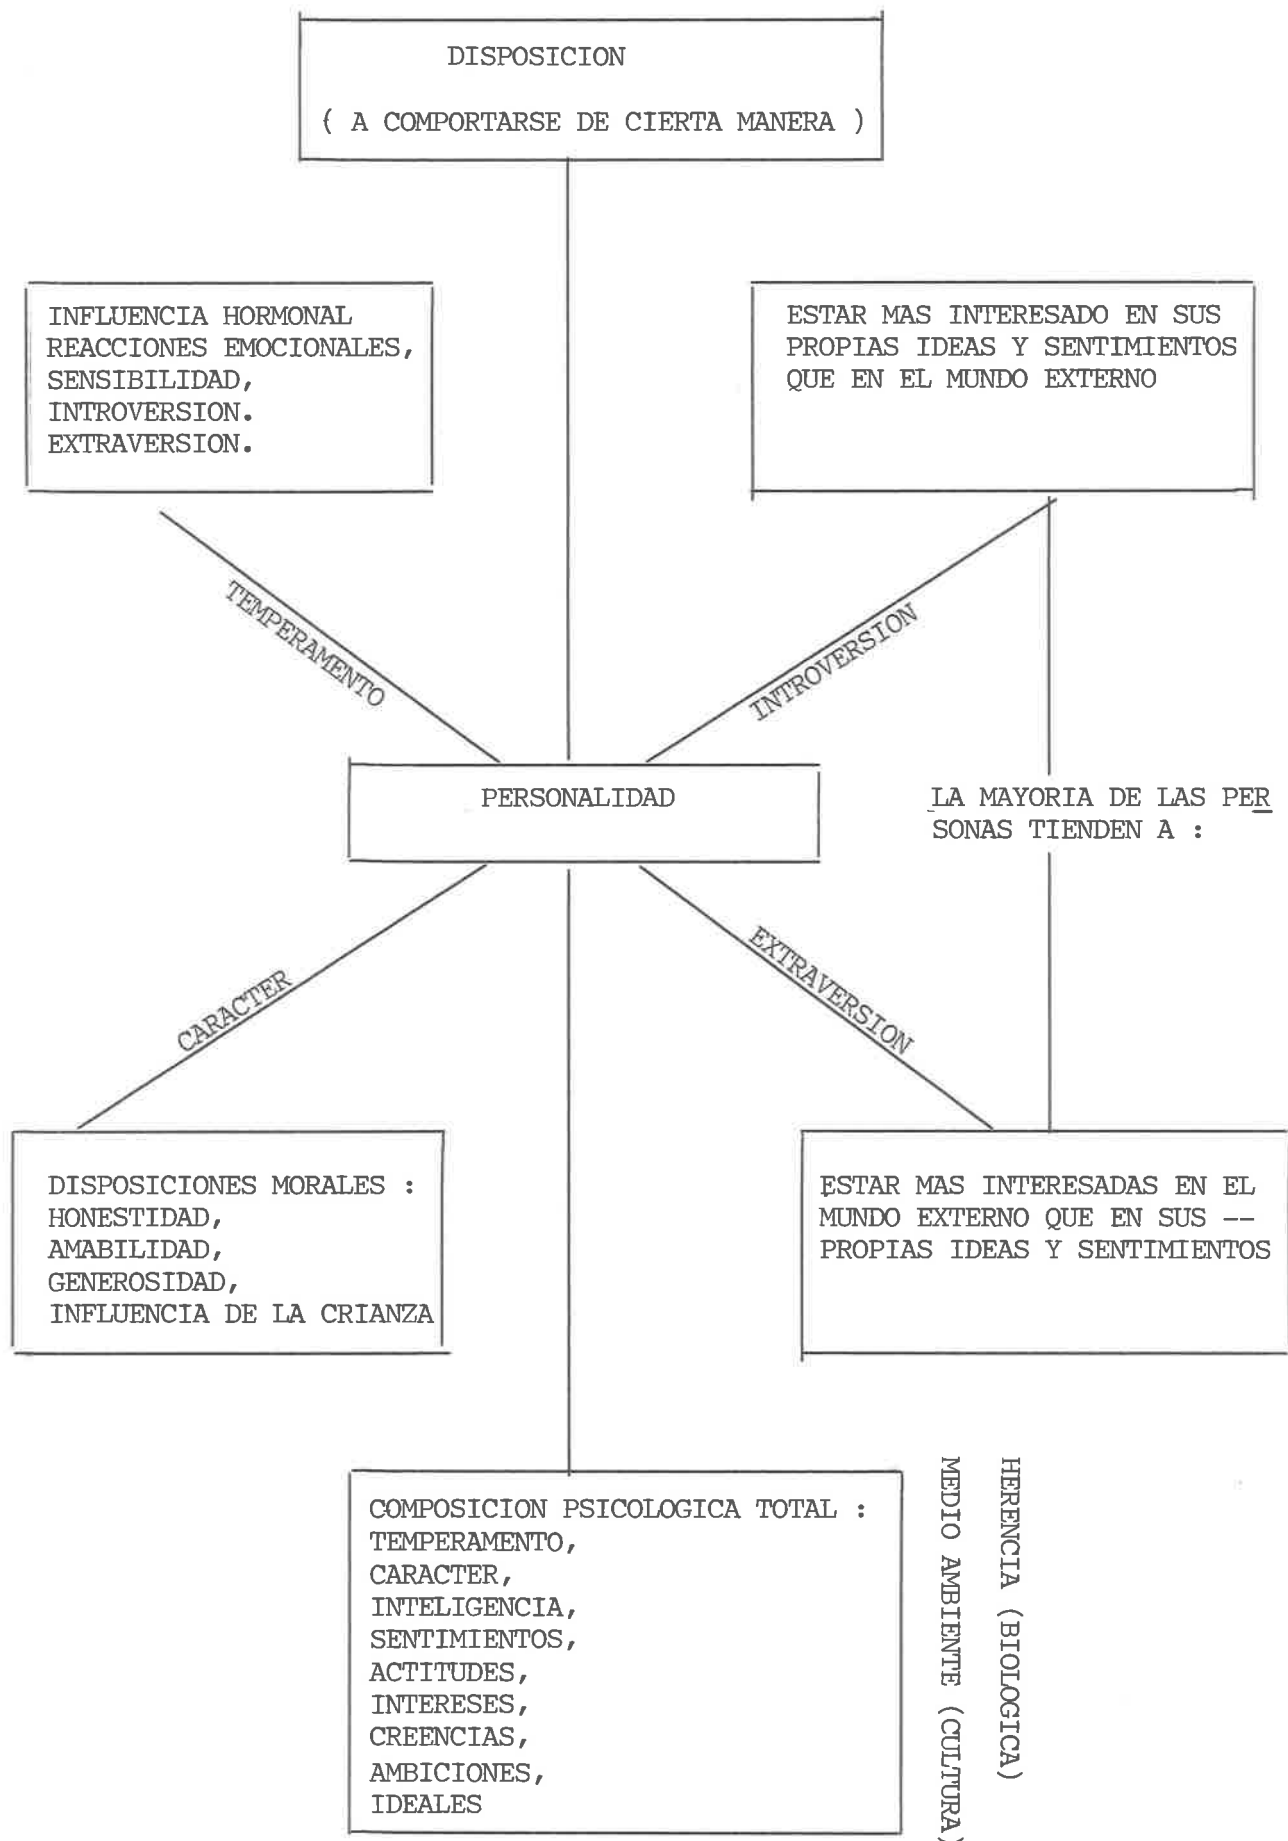 DISPOSICION
( A COMPORTARSE DE CIERTA MANERA )
INFLUENCIA HORMONAL
REACCIONES EMOCIONALES,
SENSIBILIDAD,
INTROVERSION.
EXTRAVERSION.
ESTAR MAS INTERESADO EN SUS
PROPIAS IDEAS Y SENTIMIENTOS
QUE EN EL MUNDO EXTERNO
TEMPERAMENTO
INTROVERSION
PERSONALIDAD
LA MAYORIA DE LAS PER
SONAS TIENDEN A :
CARACTER
EXTRAVERSION
DISPOSICIONES MORALES :
HONESTIDAD,
AMABILIDAD,
GENEROSIDAD,
INFLUENCIA DE LA CRIANZA
ESTAR MAS INTERESADAS EN EL
MUNDO EXTERNO QUE EN SUS --
PROPIAS IDEAS Y SENTIMIENTOS
COMPOSICION PSICOLOGICA TOTAL :
TEMPERAMENTO,
CARACTER,
INTELIGENCIA,
SENTIMIENTOS,
ACTITUDES,
INTERESES,
CREENCIAS,
AMBICIONES,
IDEALES
HERENCIA (BIOLOGICA)
MEDIO AMBIENTE (CULTURA)